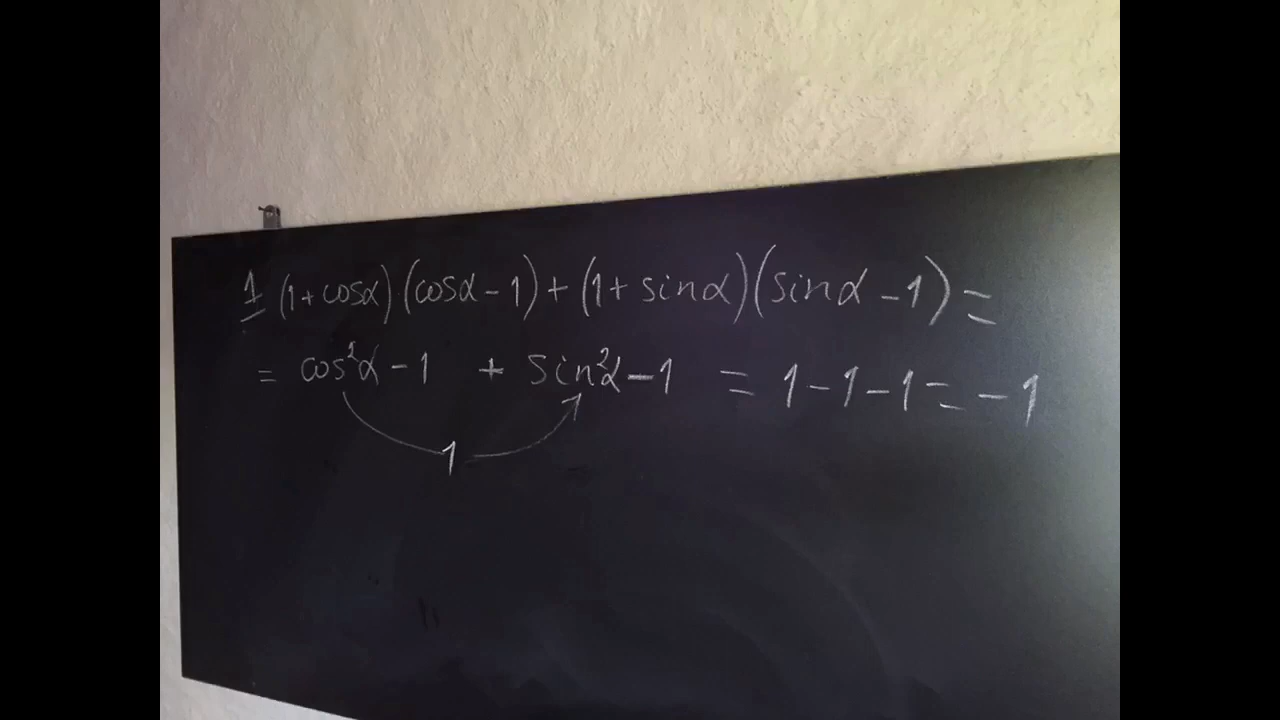 1 (1+cosα)(cosα-1)+(1+sinα)(sinα-1)=
= cos²α-1 + sin²α-1 = 1-1-1=-1
1